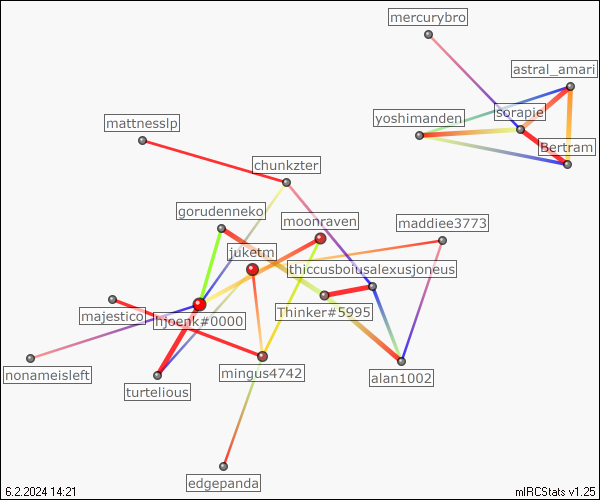 mercurybro
astral_amari
sorapie
yoshimanden
mattnesslp
Bertram
chunkzter
gorudenneko
moonraven
maddiee3773
juketm
thiccusboiusalexusjoneus
majestico
hjoenk#0000
Thinker#5995
nonameisleft
turtelious
mingus4742
alan1002
edgepanda
6.2.2024 14:21
mIRCStats v1.25